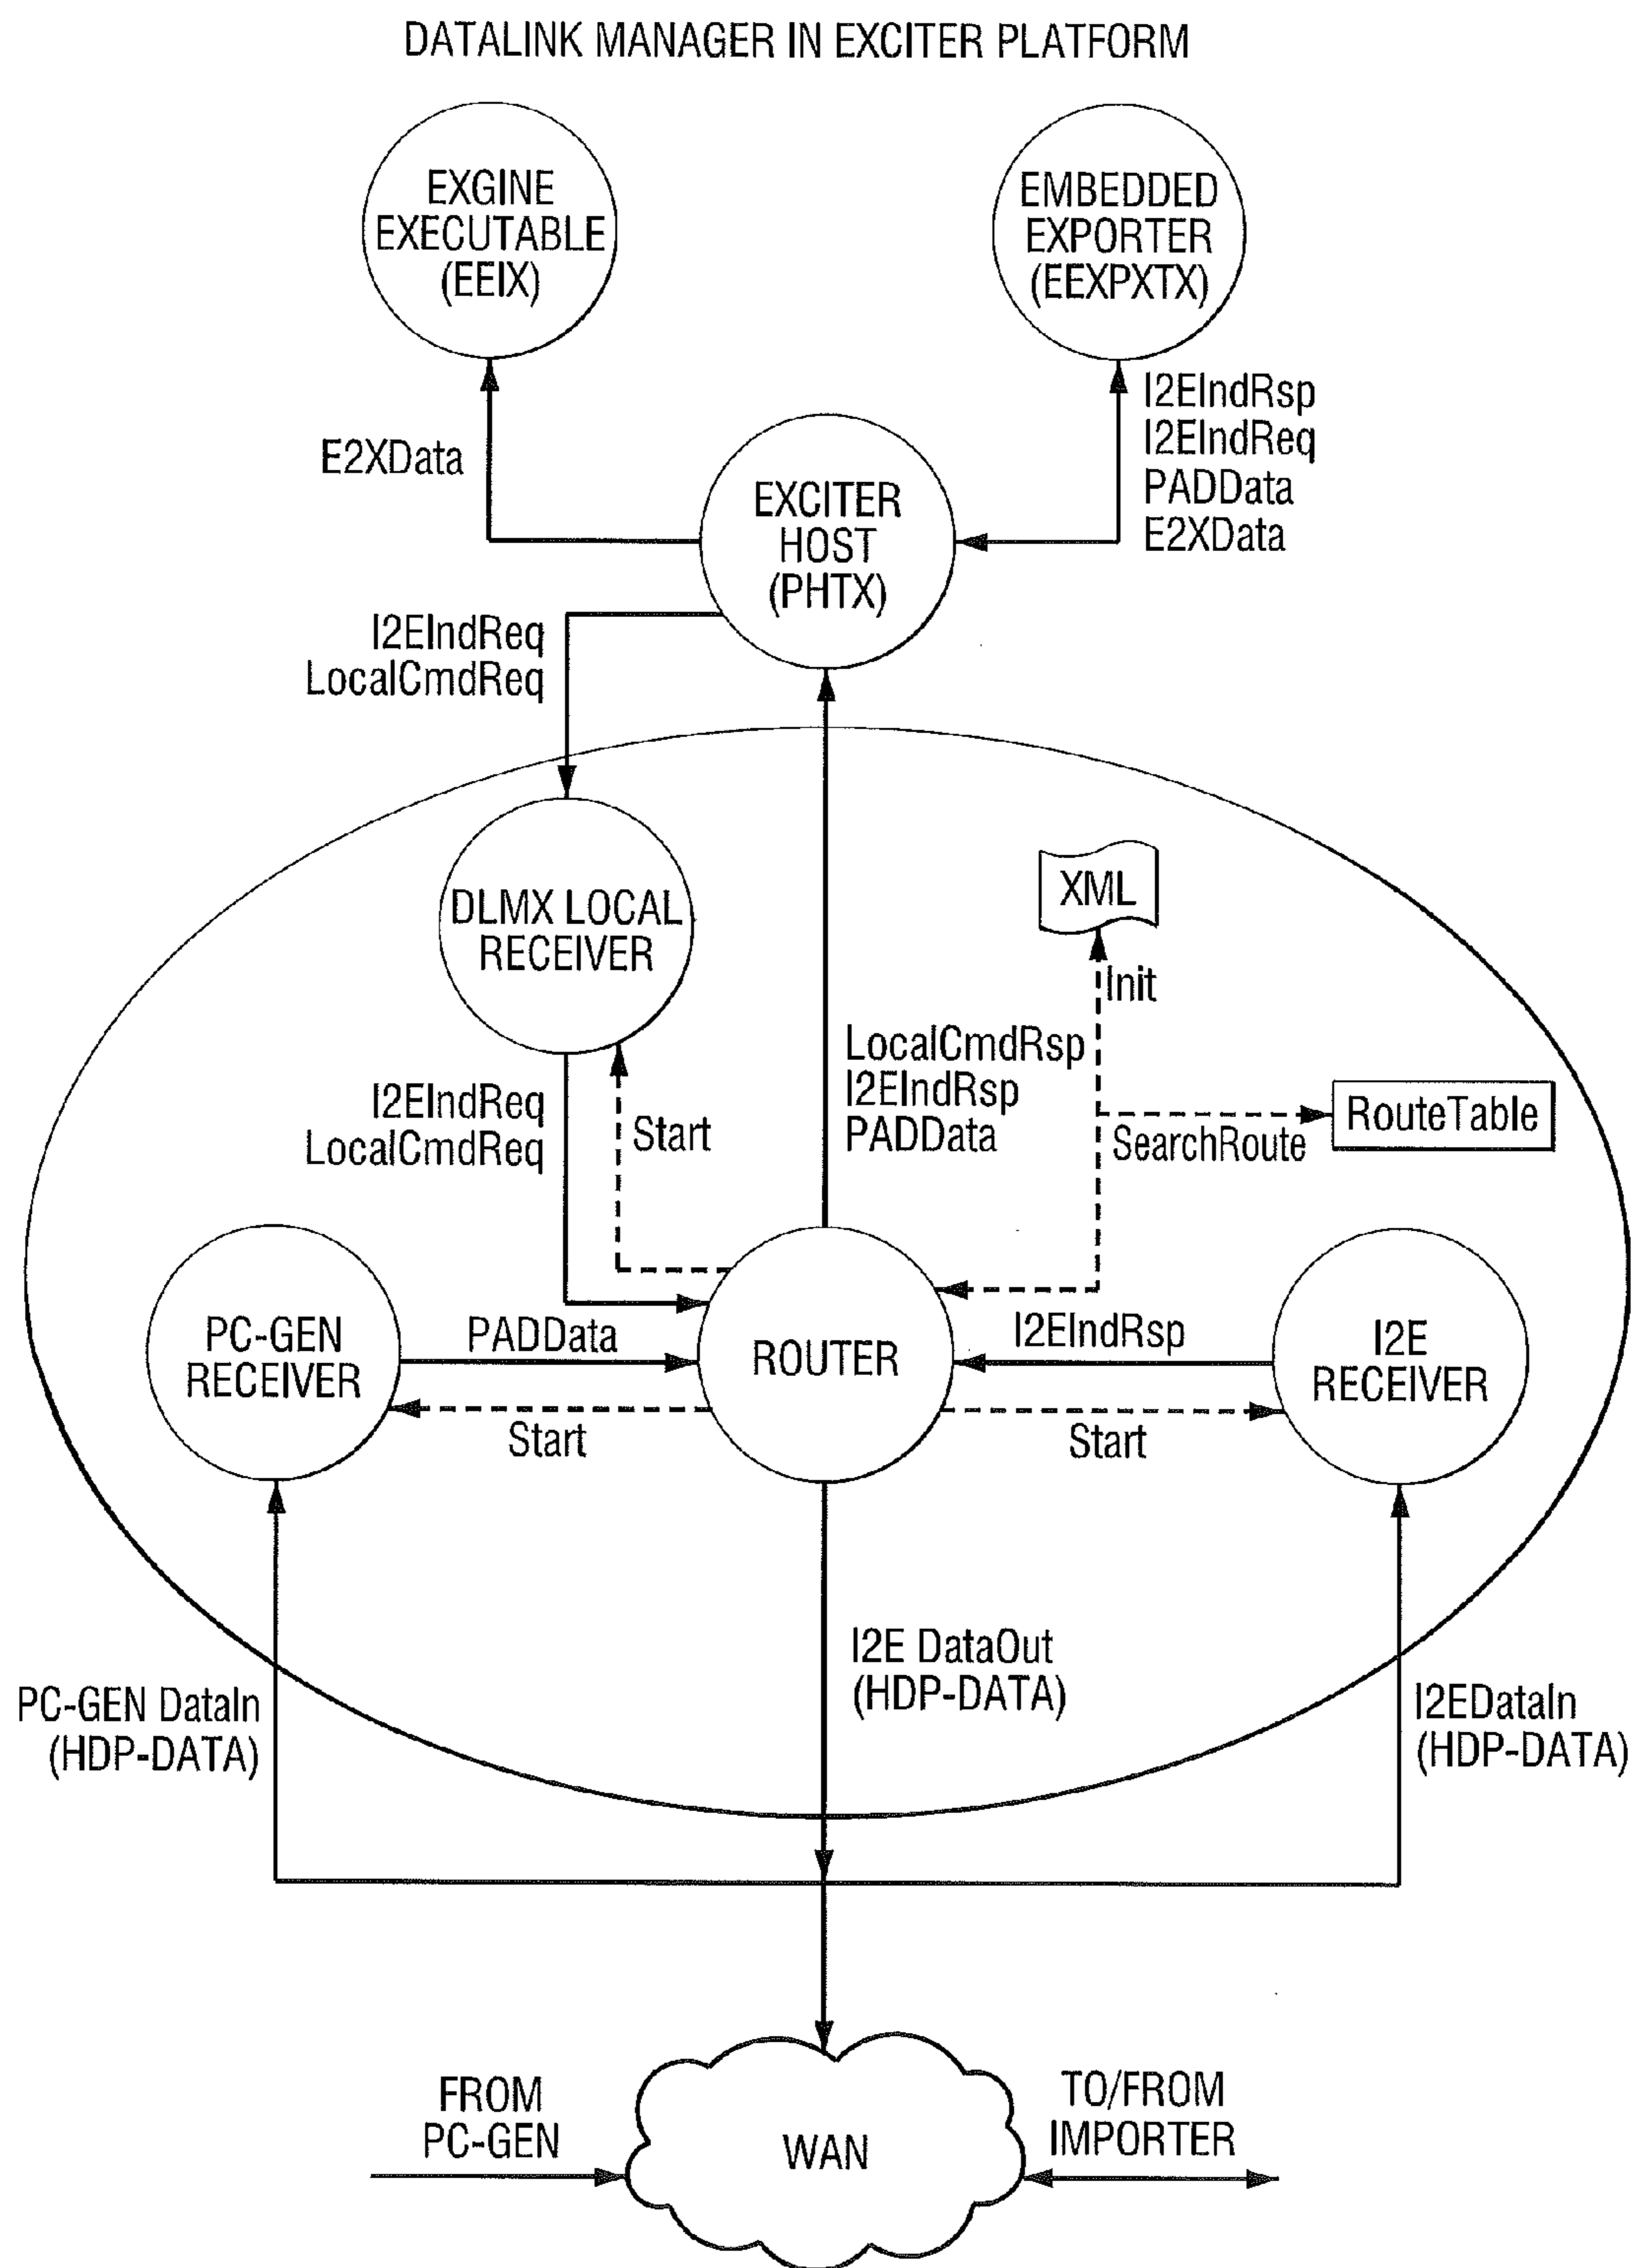 DATALINK MANAGER IN EXCITER PLATFORM
EXGINE
EXECUTABLE
(EEIX)
EMBEDDED
EXPORTER
(EEXPXTX)
E2XData
I2EIndRsp
I2EIndReq
PADData
E2XData
EXCITER
HOST
(PHTX)
I2EIndReq
LocalCmdReq
DLMX LOCAL
RECEIVER
XML
Init
LocalCmdRsp
I2EIndRsp
PADData
I2EIndReq
LocalCmdReq
Start
SearchRoute
RouteTable
PC-GEN
RECEIVER
PADData
Start
ROUTER
I2EIndRsp
Start
I2E
RECEIVER
PC-GEN DataIn
(HDP-DATA)
I2E DataOut
(HDP-DATA)
I2EDataIn
(HDP-DATA)
FROM
PC-GEN
WAN
TO/FROM
IMPORTER